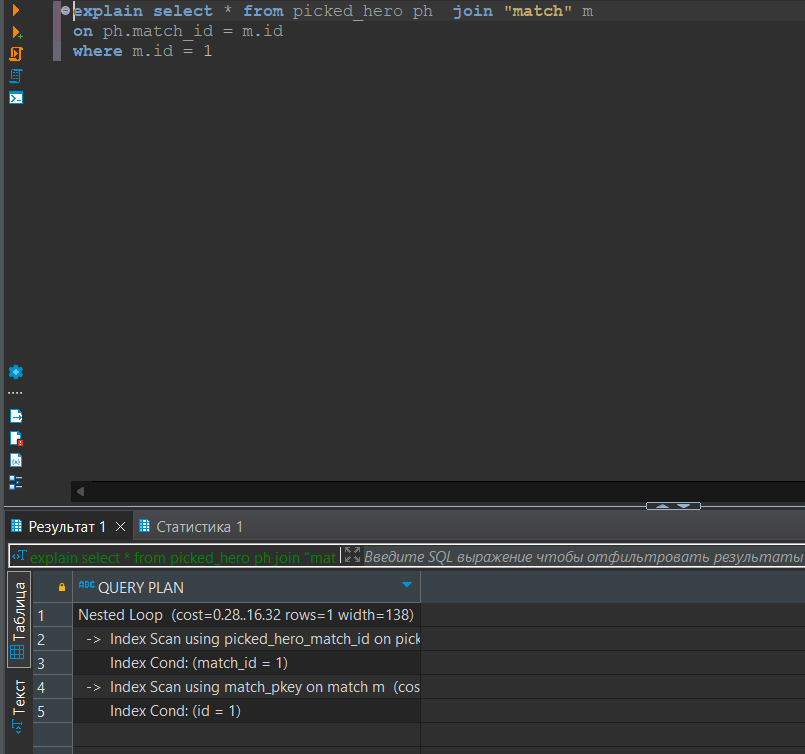 explain select * from picked_hero ph  join "match" m
on ph.match_id = m.id
where m.id = 1
Результат 1
Статистика 1
explain select * from picked_hero ph join "mat
Введите SQL выражение чтобы отфильтровать результаты
Таблица
Текст
ABC QUERY PLAN
1 Nested Loop  (cost=0.28..16.32 rows=1 width=138)
2 ->  Index Scan using picked_hero_match_id on pick
3 Index Cond: (match_id = 1)
4 ->  Index Scan using match_pkey on match m  (cos
5 Index Cond: (id = 1)